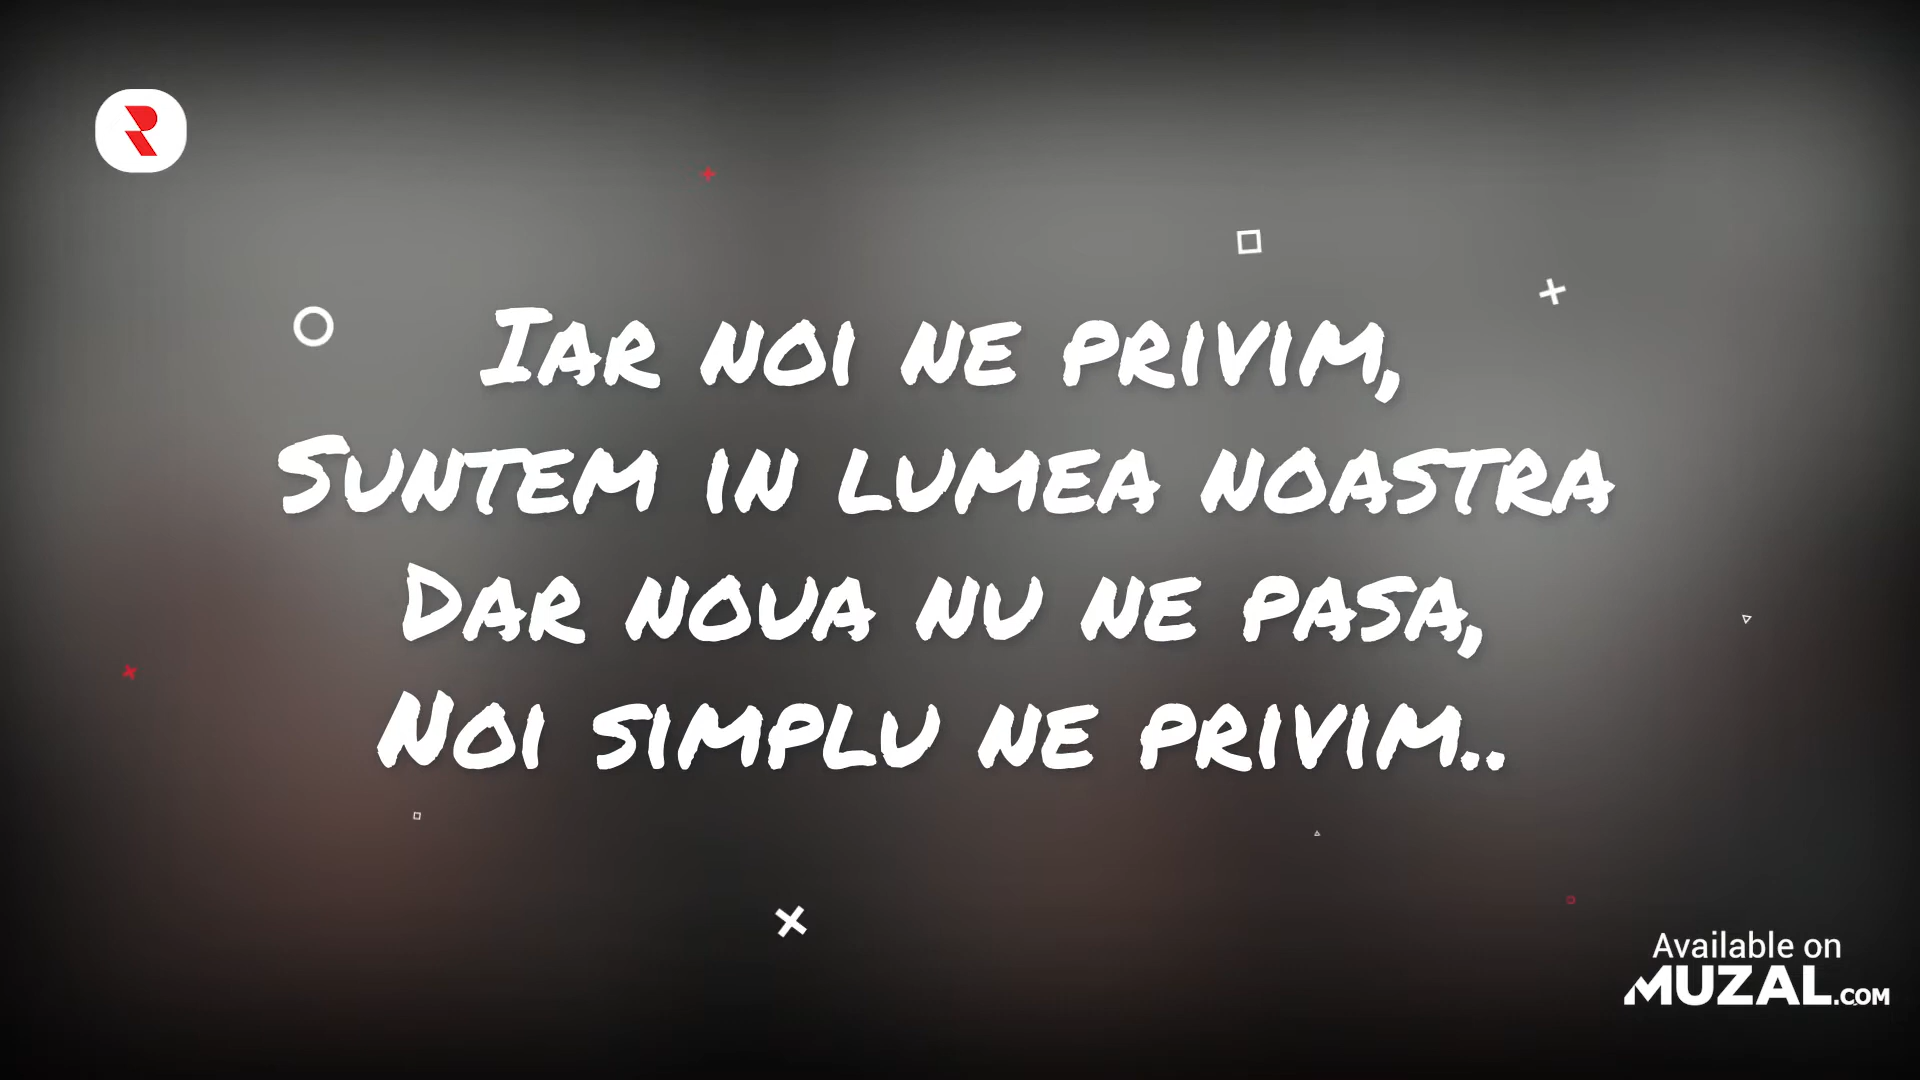 Iar noi ne privim,
Suntem in lumea noastra
Dar noua nu ne pasa,
Noi simplu ne privim..
Available on
MUZAL.COM